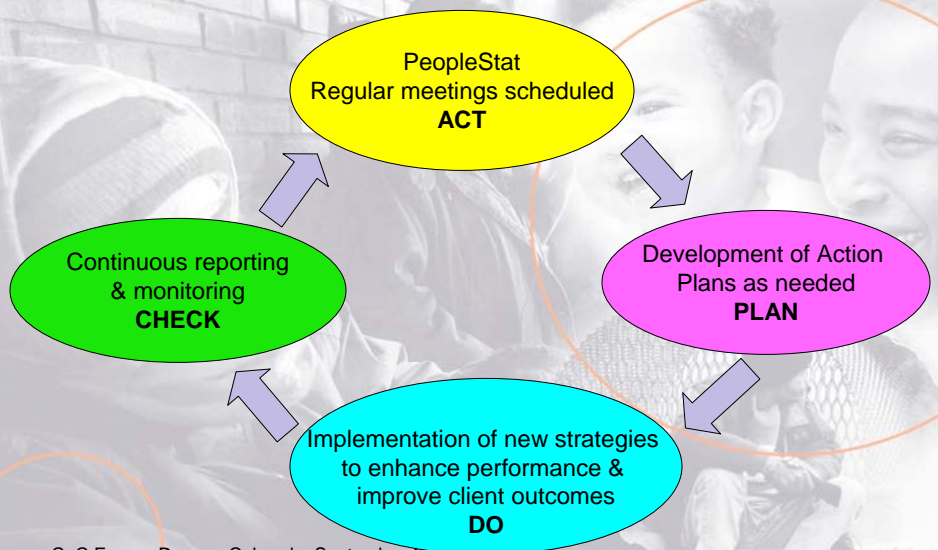 PeopleStat
Regular meetings scheduled
ACT
Development of Action
Plans as needed
PLAN
Implementation of new strategies
to enhance performance &
improve client outcomes
DO
Continuous reporting
& monitoring
CHECK